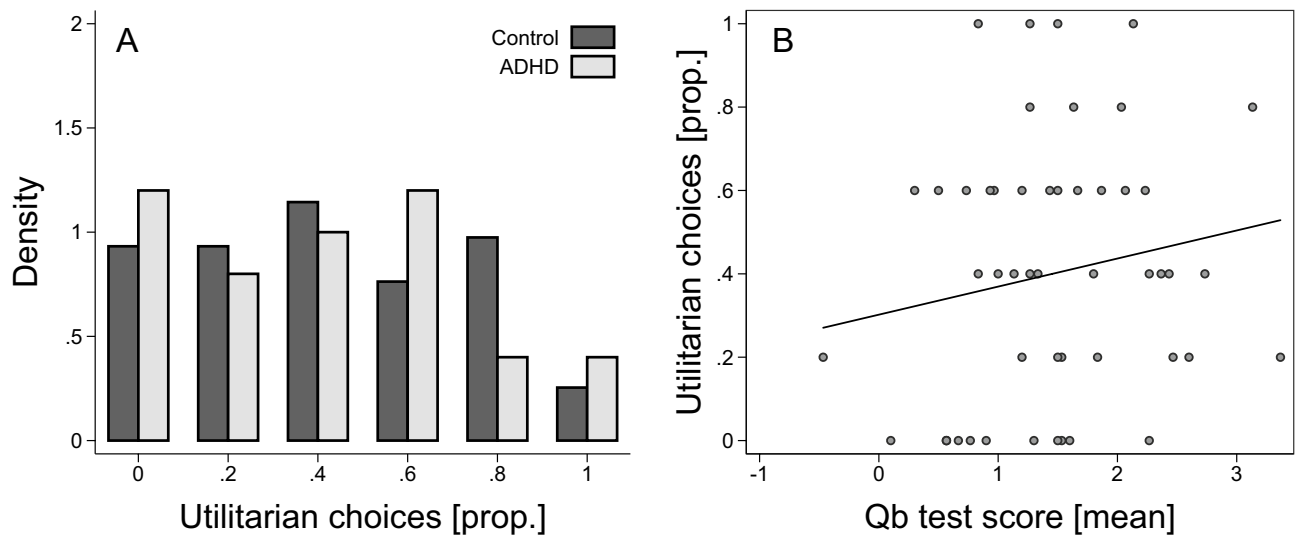 A
Control
ADHD
2
1.5
1
.5
0
Density
0 .2 .4 .6 .8 1
Utilitarian choices [prop.]
B
1
.8
.6
.4
.2
0
Utilitarian choices [prop.]
-1 0 1 2 3
Qb test score [mean]